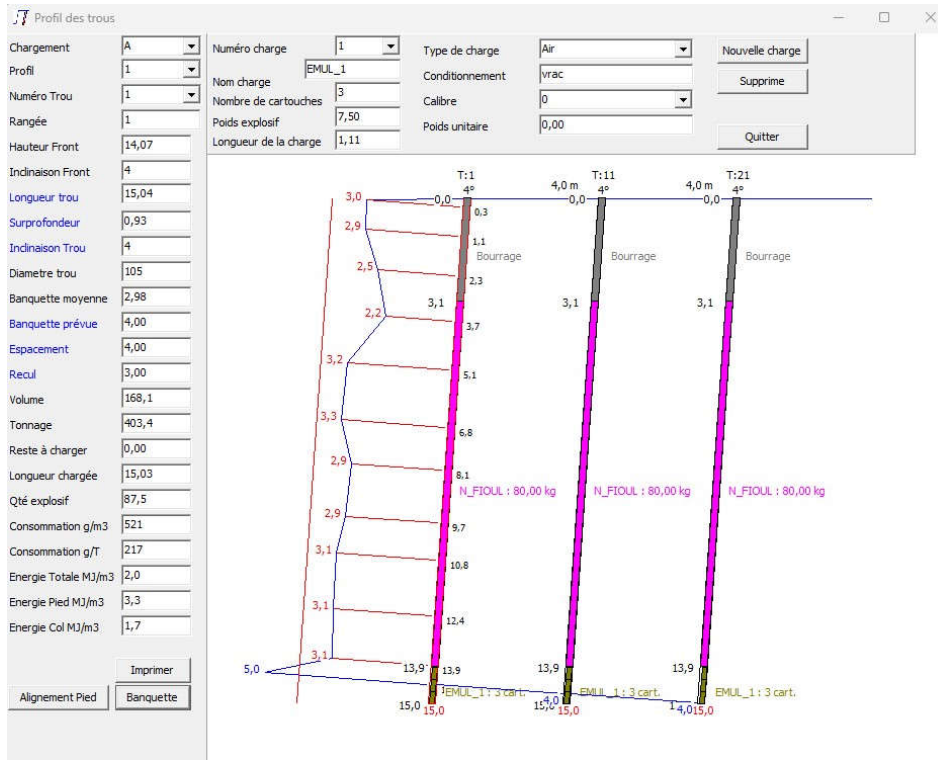 Profil des trous
Chargement A
Profil 1
Numéro Trou 1
Rangée 1
Hauteur Front 14,07
Inclinaison Front 4
Longueur trou 15,04
Surprofondeur 0,93
Inclinaison Trou 4
Diametre trou 105
Banquette moyenne 2,98
Banquette prévue 4,00
Espacement 4,00
Recul 3,00
Volume 168,1
Tonnage 403,4
Reste à charger 0,00
Longueur chargée 15,03
Qté explosif 87,5
Consommation g/m3 521
Consommation g/T 217
Energie Totale MJ/m3 2,0
Energie Pied MJ/m3 3,3
Energie Col MJ/m3 1,7
Imprimer
Alignement Pied Banquette
Numéro charge 1
Nom charge EMUL_1
Nombre de cartouches 3
Poids explosif 7,50
Longueur de la charge 1,11
Type de charge Air
Conditionnement vrac
Calibre 0
Poids unitaire 0,00
Nouvelle charge
Supprime
Quitter
T:1 T:11 T:21
4° 4,0 m 4° 4,0 m 4°
3,0 0,0 0,0 0,0
0,3
2,9
1,1
Bourrage Bourrage Bourrage
2,5
2,3
3,1 3,1 3,1
2,2
3,7
3,2
5,1
3,3
6,8
2,9
8,1
N_FIOUL : 80,00 kg N_FIOUL : 80,00 kg N_FIOUL : 80,00 kg
2,9
9,7
3,1
10,8
3,1
12,4
3,1
5,0 13,9 13,9 13,9 13,9
EMUL_1 : 3 cart. EMUL_1 : 3 cart. EMUL_1 : 3 cart.
4,0 4,0
15,0 15,0 15,0 15,0